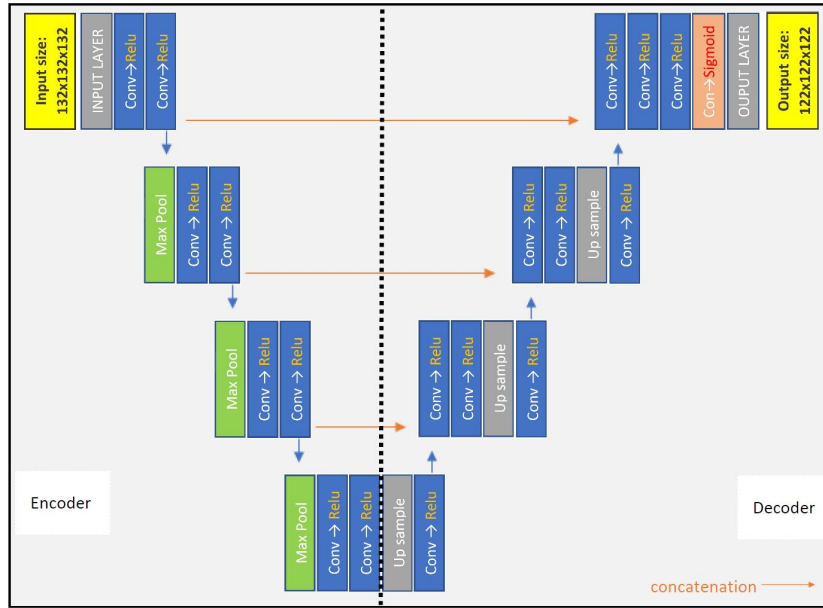 Input size:
132x132x132
INPUT LAYER
Conv→Relu
Conv→Relu
Conv→Relu
Conv→Relu
Conv→Relu
Con→Sigmoid
OUPUT LAYER
Output size:
122x122x122
Max Pool
Conv → Relu
Conv → Relu
Conv → Relu
Conv → Relu
Up sample
Conv → Relu
Max Pool
Conv → Relu
Conv → Relu
Conv → Relu
Conv → Relu
Up sample
Conv → Relu
Max Pool
Conv → Relu
Conv → Relu
Up sample
Conv → Relu
Encoder
Decoder
concatenation